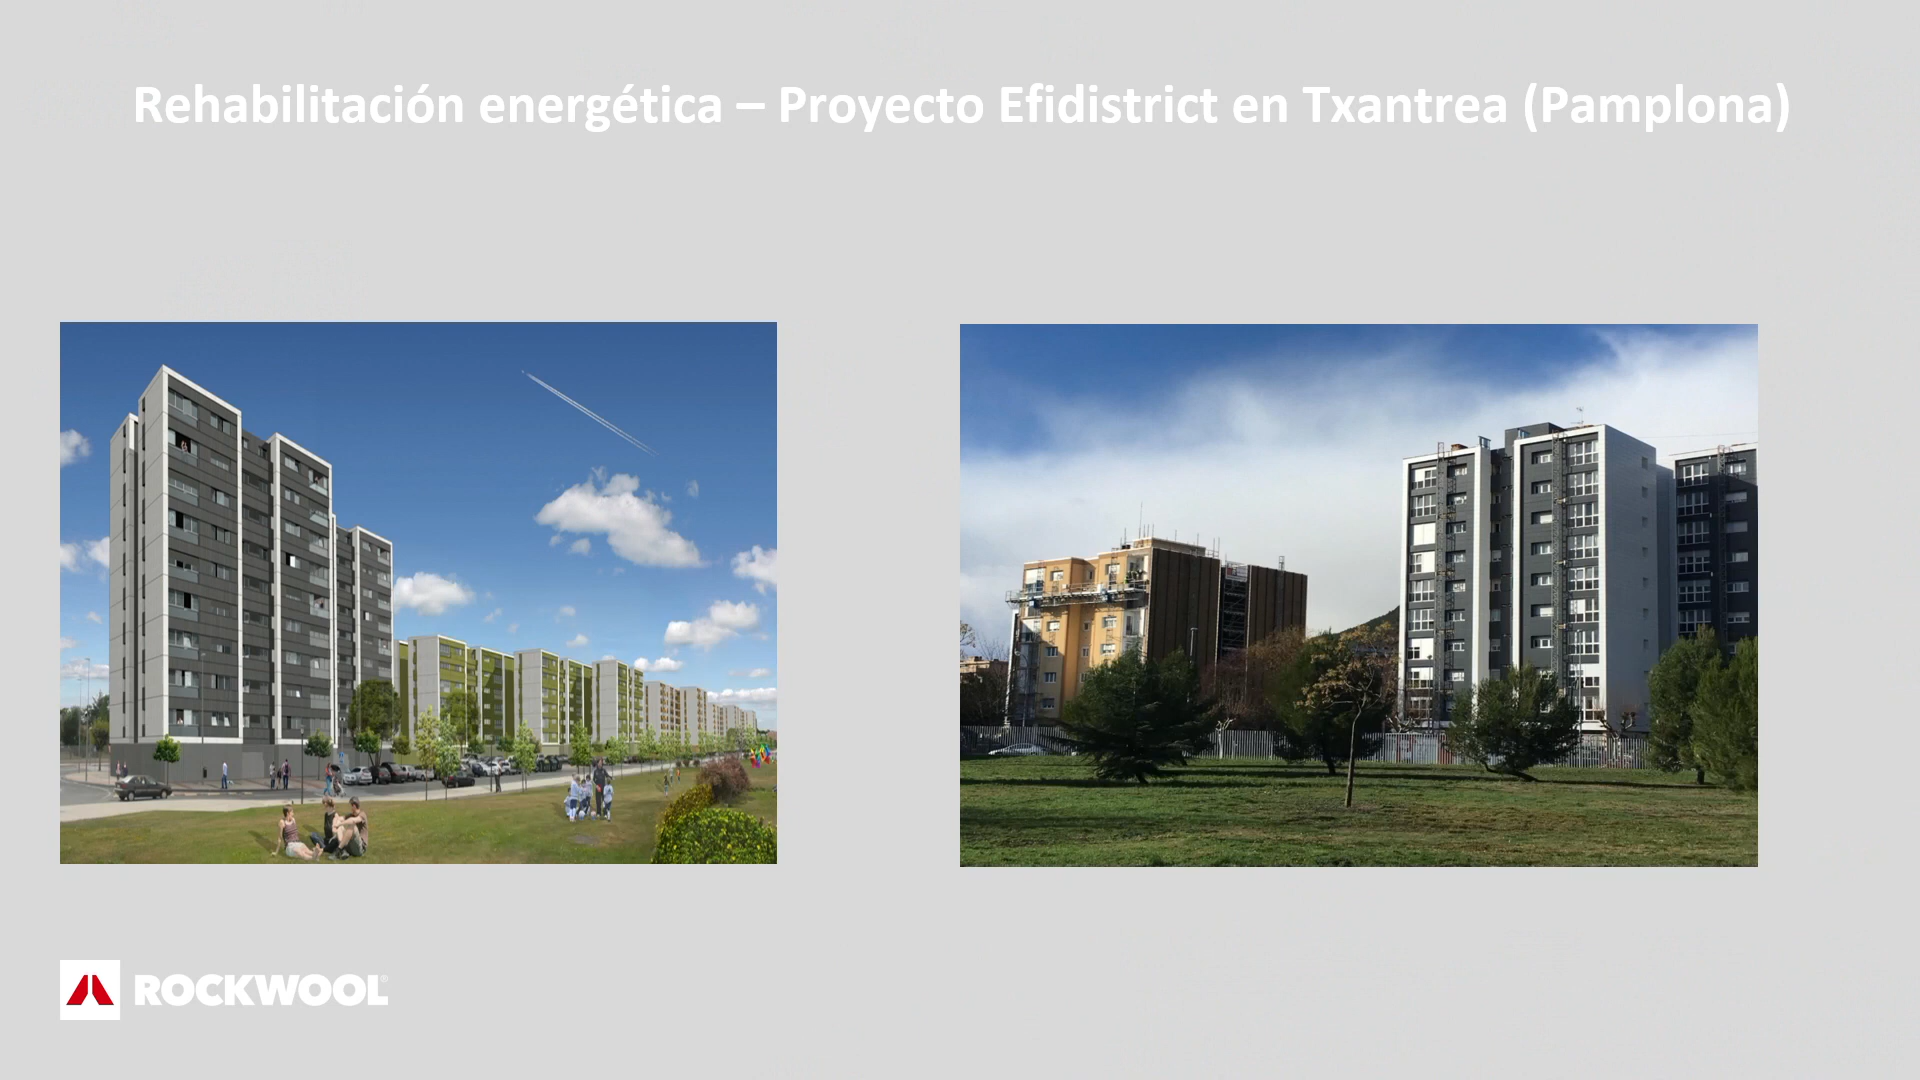 Rehabilitación energética – Proyecto Efidistrict en Txantrea (Pamplona)
ROCKWOOL®